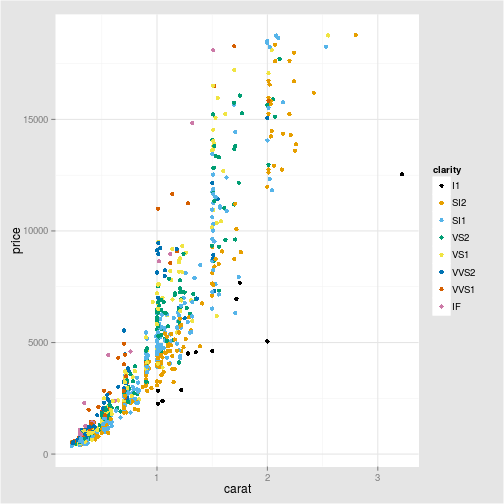 15000
10000
5000
0
price
1
2
3
carat
clarity
I1
SI2
SI1
VS2
VS1
VVS2
VVS1
IF